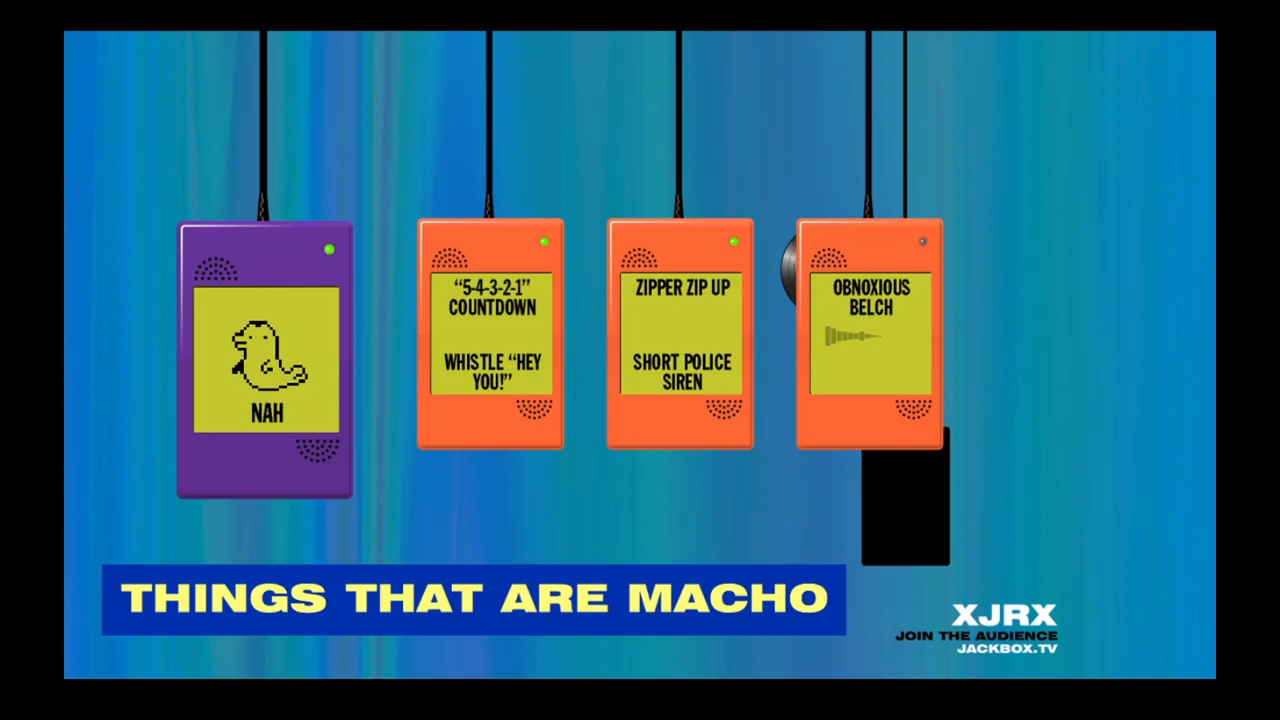 NAH
“5-4-3-2-1”
COUNTDOWN
WHISTLE “HEY
YOU!”
ZIPPER ZIP UP
SHORT POLICE
SIREN
OBNOXIOUS
BELCH
THINGS THAT ARE MACHO
XJRX
JOIN THE AUDIENCE
JACKBOX.TV